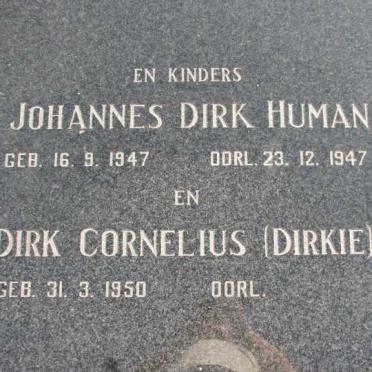 EN KINDERS
JOHANNES DIRK HUMAN
GEB. 16. 9. 1947 OORL. 23. 12. 1947
EN
DIRK CORNELIUS (DIRKIE)
GEB. 31. 3. 1950 OORL.